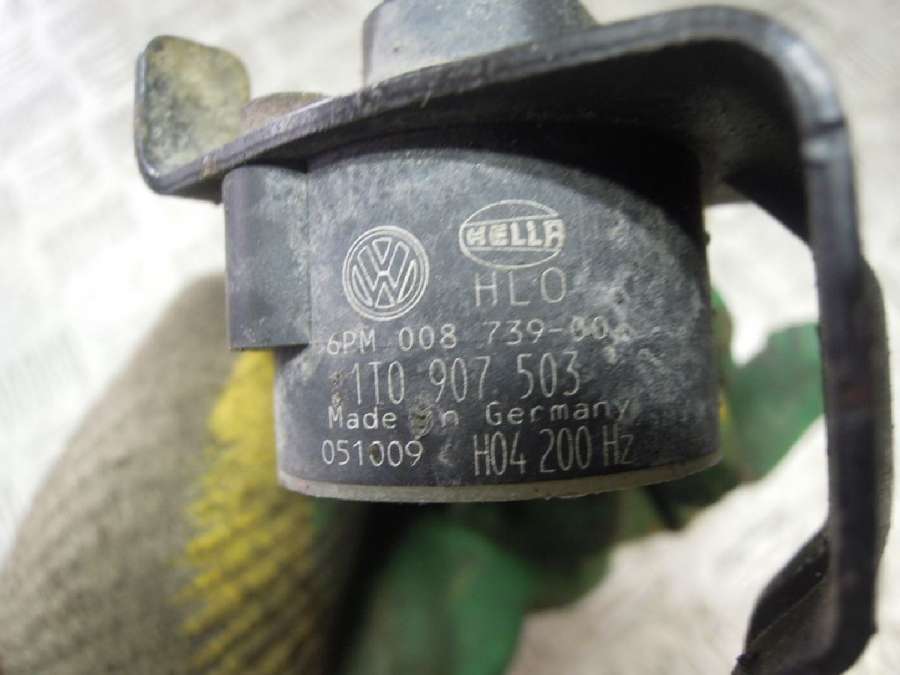 HELLA
HLO
6PM 008 739-00
1T0 907 503
Made in Germany
051009 H04 200 Hz